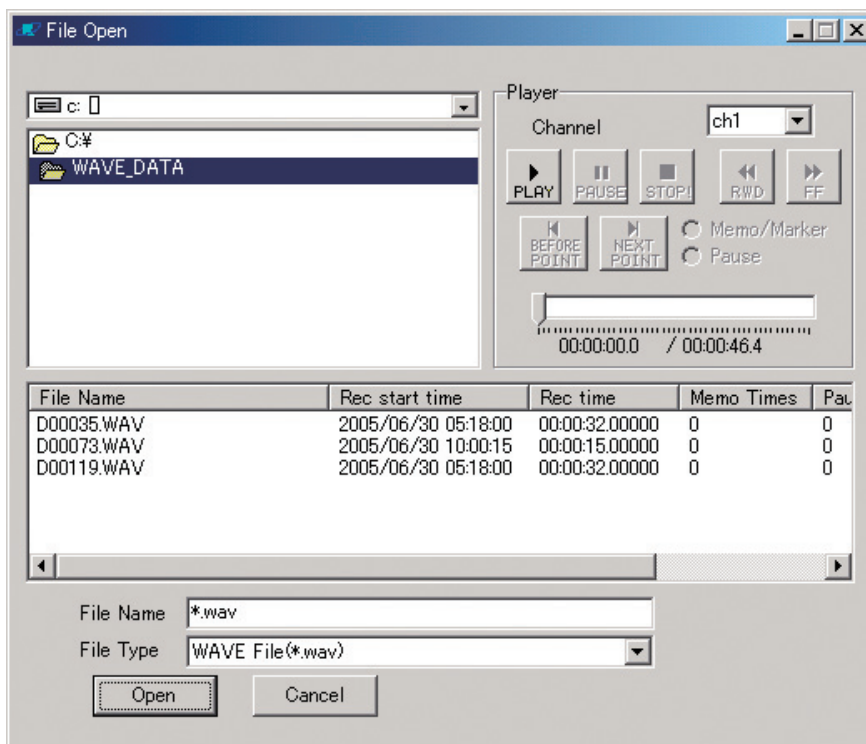 File Open
c: []
C:¥
WAVE_DATA
Player
Channel
ch1
PLAY
PAUSE
STOP!
RWD
FF
BEFORE POINT
NEXT POINT
Memo/Marker
Pause
00:00:00.0 / 00:00:46.4
File Name Rec start time Rec time Memo Times Pau
D00035.WAV 2005/06/30 05:18:00 00:00:32.00000 0 0
D00073.WAV 2005/06/30 10:00:15 00:00:15.00000 0 0
D00119.WAV 2005/06/30 05:18:00 00:00:32.00000 0 0
File Name *.wav
File Type WAVE File(*.wav)
Open Cancel